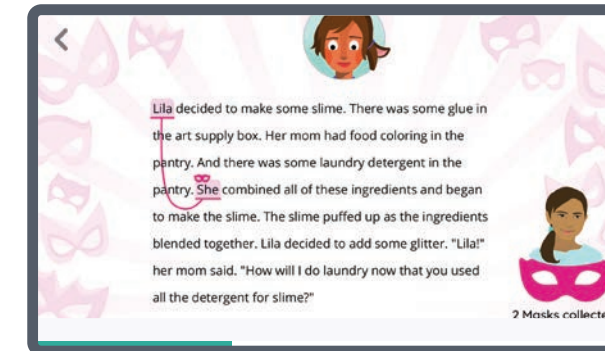 Lila decided to make some slime. There was some glue in
the art supply box. Her mom had food coloring in the
pantry. And there was some laundry detergent in the
pantry. She combined all of these ingredients and began
to make the slime. The slime puffed up as the ingredients
blended together. Lila decided to add some glitter. "Lila!"
her mom said. "How will I do laundry now that you used
all the detergent for slime?"
2 Masks collecte